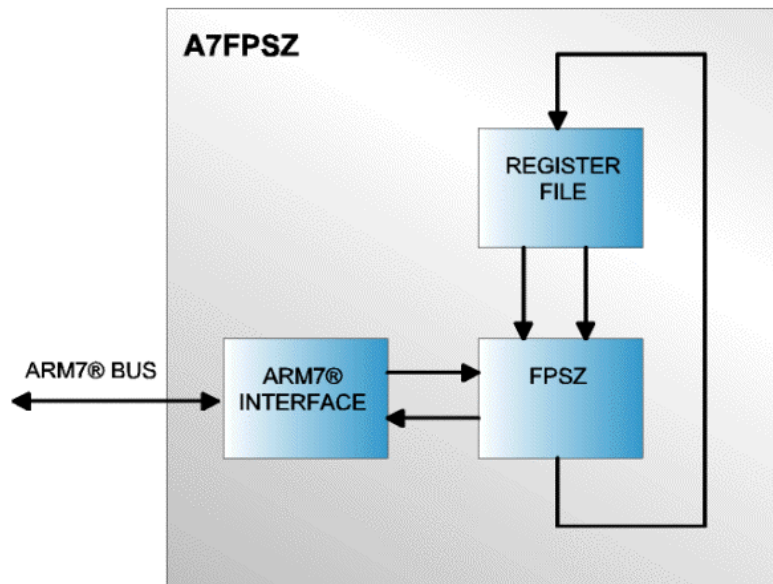 A7FPSZ
REGISTER
FILE
ARM7® BUS
ARM7®
INTERFACE
FPSZ